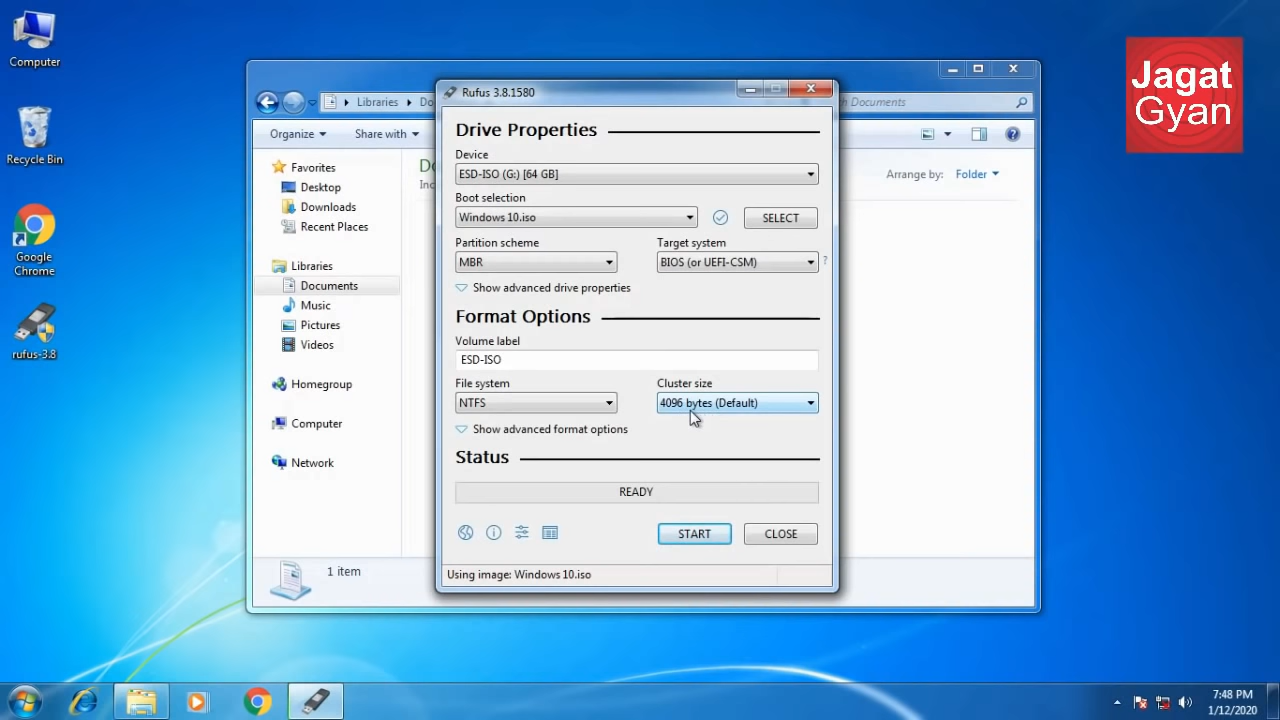 Computer
Recycle Bin
Google
Chrome
rufus-3.8
Jagat
Gyan
Libraries
Documents
Organize
Share with
Arrange by:
Folder
Favorites
Desktop
Downloads
Recent Places
Libraries
Documents
Music
Pictures
Videos
Homegroup
Computer
Network
1 item
Rufus 3.8.1580
Drive Properties
Device
ESD-ISO (G:) [64 GB]
Boot selection
Windows 10.iso
SELECT
Partition scheme
Target system
MBR
BIOS (or UEFI-CSM)
?
Show advanced drive properties
Format Options
Volume label
ESD-ISO
File system
Cluster size
NTFS
4096 bytes (Default)
Show advanced format options
Status
READY
START
CLOSE
Using image: Windows 10.iso
7:48 PM
1/12/2020